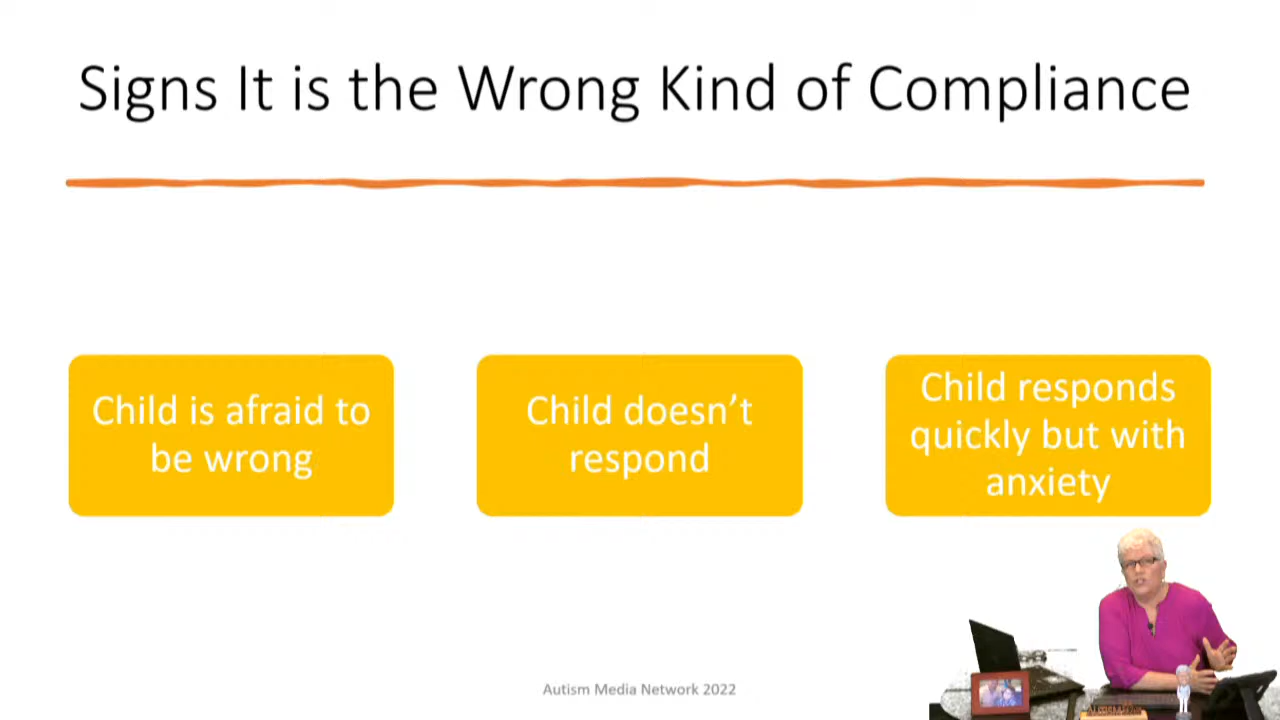 Signs It is the Wrong Kind of Compliance
Child is afraid to
be wrong
Child doesn’t
respond
Child responds
quickly but with
anxiety
Autism Media Network 2022